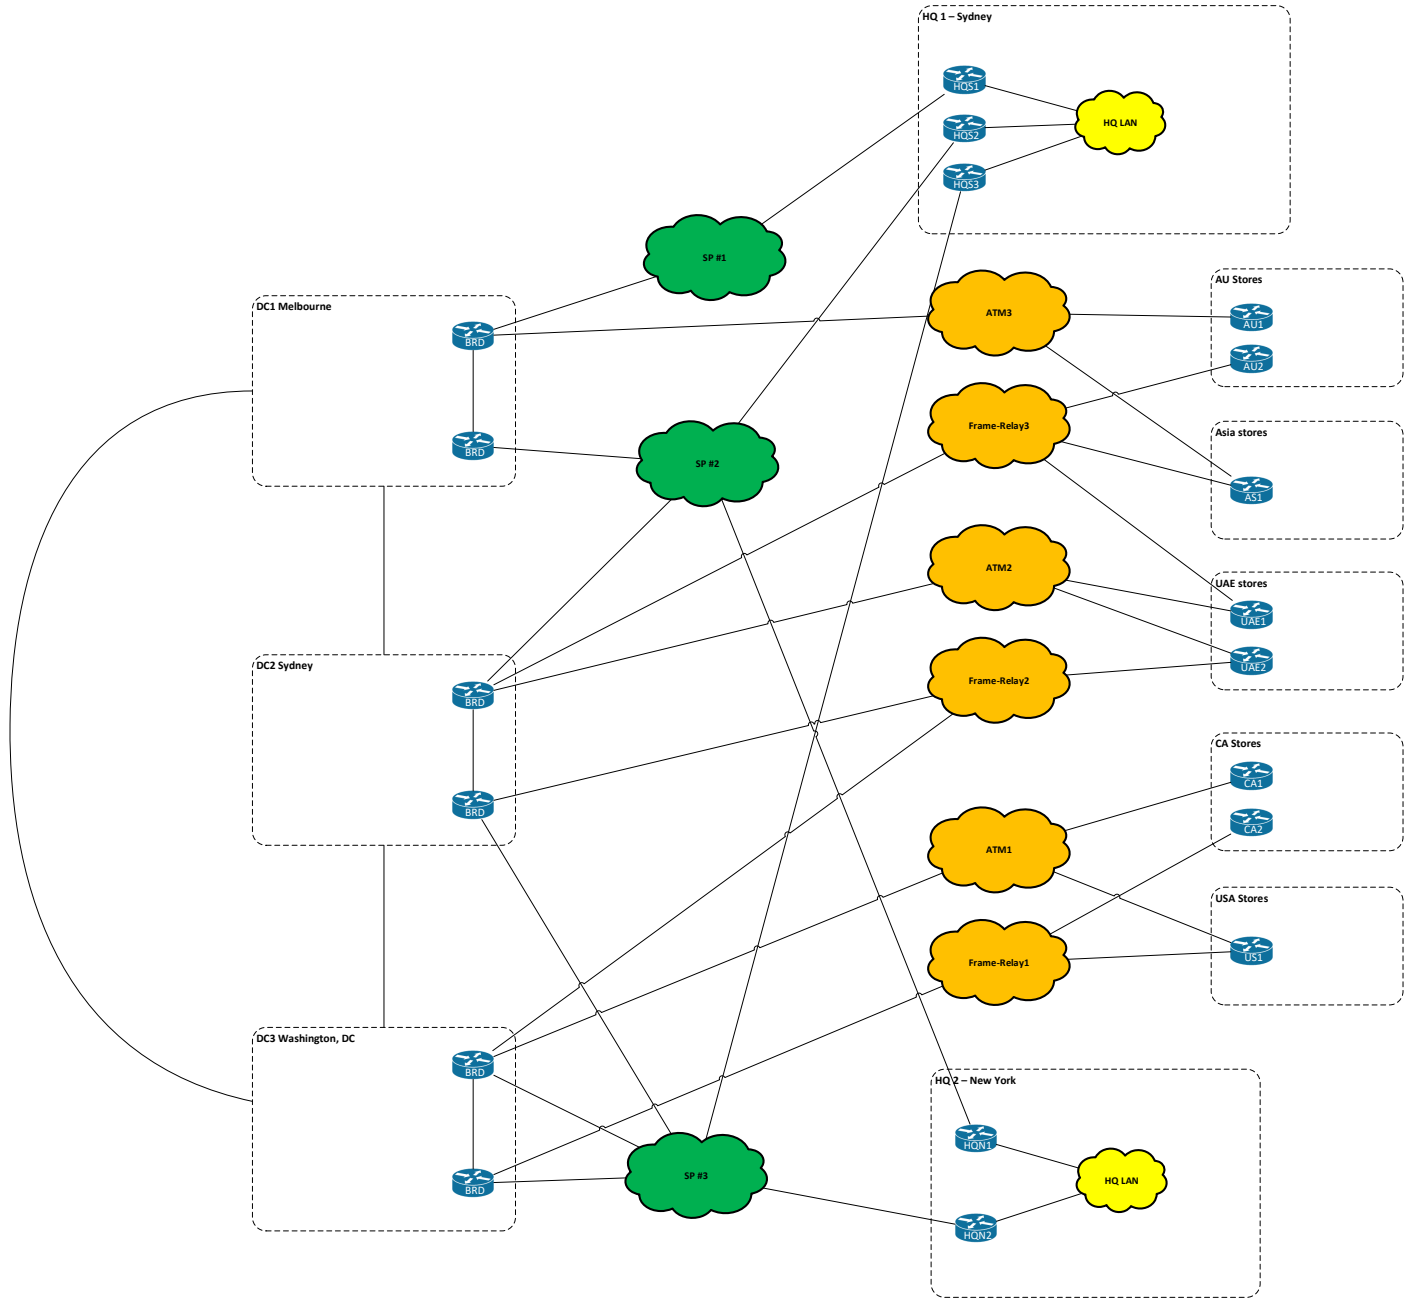 HQ 1 – Sydney
HQS1
HQ LAN
HQS2
HQS3
SP #1
AU Stores
DC1 Melbourne
ATM3
AU1
BRD
AU2
Frame-Relay3
Asia stores
BRD
SP #2
AS1
ATM2
UAE stores
UAE1
DC2 Sydney
UAE2
Frame-Relay2
BRD
CA Stores
CA1
BRD
CA2
ATM1
USA Stores
US1
Frame-Relay1
DC3 Washington, DC
BRD
HQ 2 – New York
HQN1
SP #3
HQ LAN
BRD
HQN2